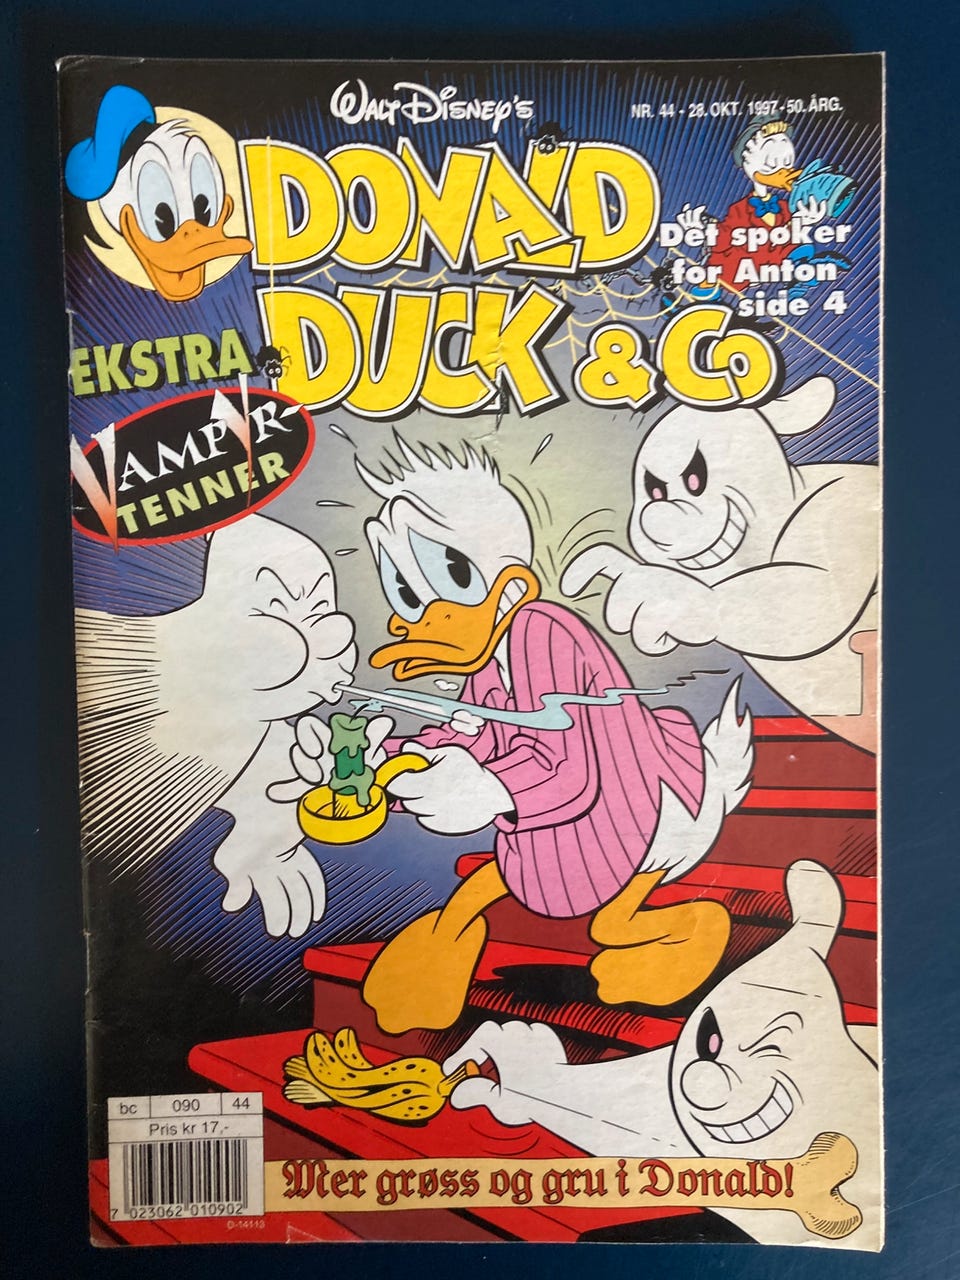 WALT DISNEY'S
NR. 44 - 28. OKT. 1997 - 50. ÅRG.
DONALD
DUCK & Co
Det spøker
for Anton
side 4
EKSTRA
VAMPYR-
TENNER
bc 090 44
Pris kr 17,-
7 023062 010902
D-14113
Mer grøss og gru i Donald!